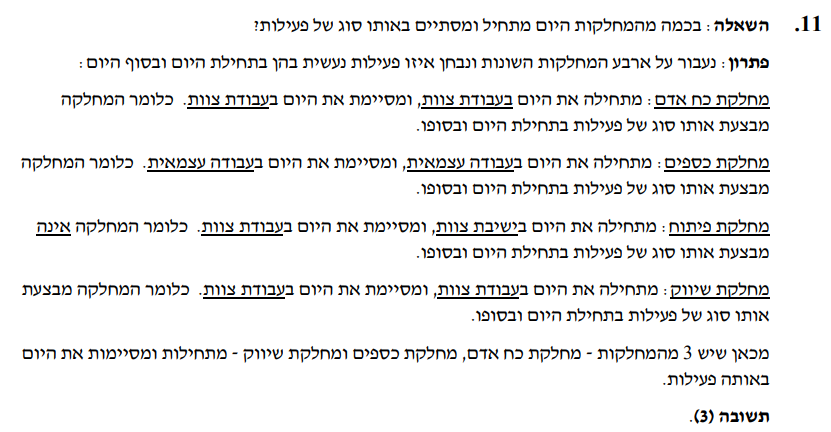 11. השאלה: בכמה מהמחלקות היום מתחיל ומסתיים באותו סוג של פעילות?
פתרון: נעבור על ארבע המחלקות השונות ונבחן איזו פעילות נעשית בהן בתחילת היום ובסוף היום:
מחלקת כח אדם: מתחילה את היום בעבודת צוות, ומסיימת את היום בעבודת צוות. כלומר המחלקה
מבצעת אותו סוג של פעילות בתחילת היום ובסופו.
מחלקת כספים: מתחילה את היום בעבודה עצמאית, ומסיימת את היום בעבודה עצמאית. כלומר המחלקה
מבצעת אותו סוג של פעילות בתחילת היום ובסופו.
מחלקת פיתוח: מתחילה את היום בישיבת צוות, ומסיימת את היום בעבודת צוות. כלומר המחלקה אינה
מבצעת אותו סוג של פעילות בתחילת היום ובסופו.
מחלקת שיווק: מתחילה את היום בעבודת צוות, ומסיימת את היום בעבודת צוות. כלומר המחלקה מבצעת
אותו סוג של פעילות בתחילת היום ובסופו.
מכאן שיש 3 מהמחלקות - מחלקת כח אדם, מחלקת כספים ומחלקת שיווק - מתחילות ומסיימות את היום
באותה פעילות.
תשובה (3).